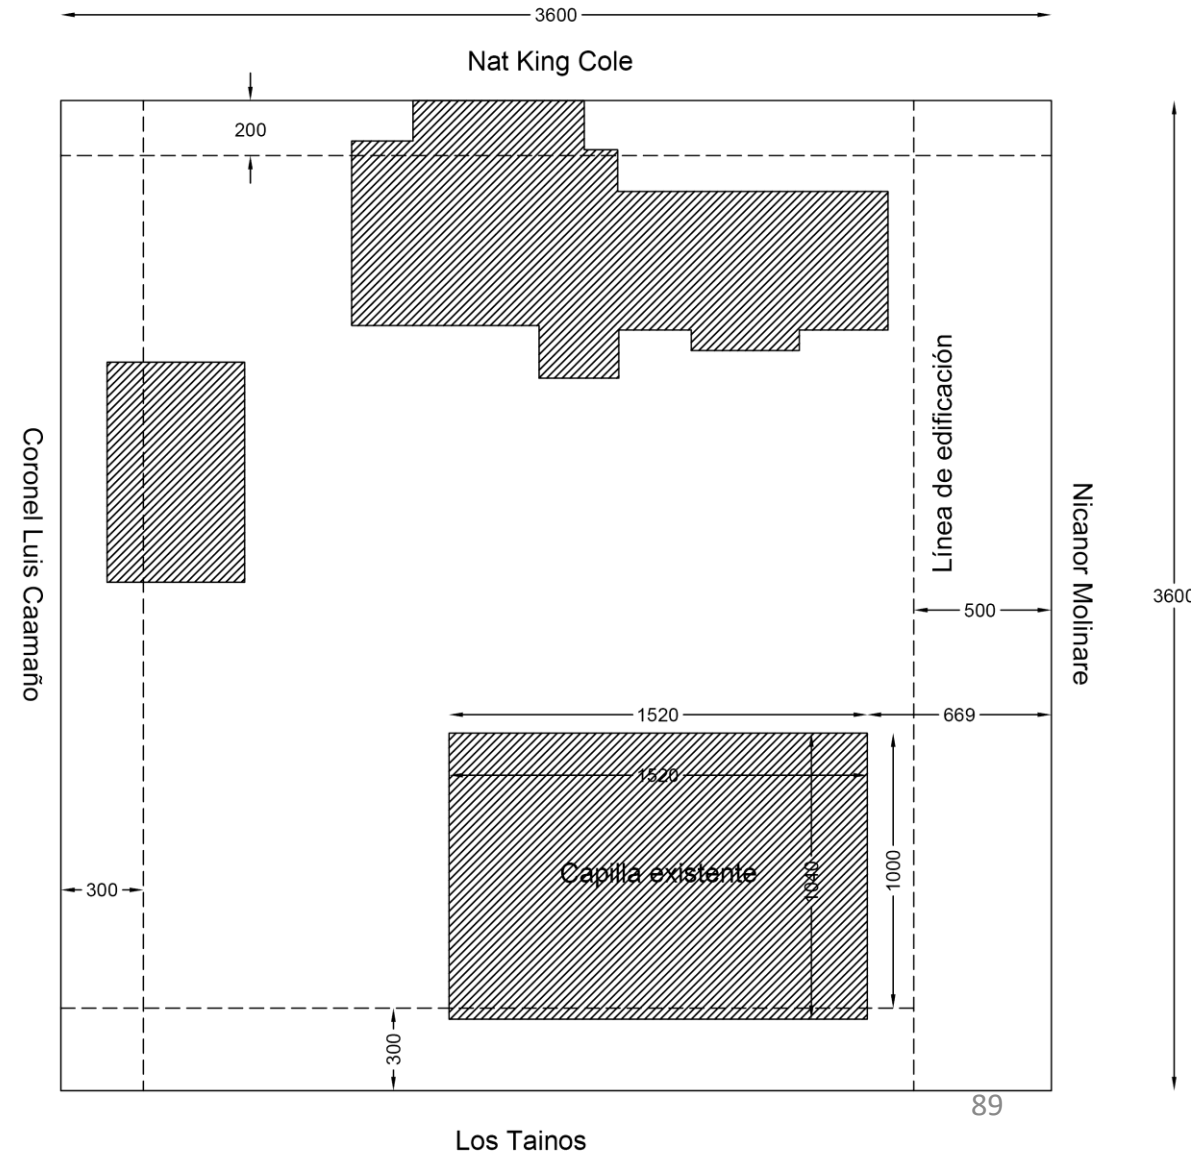 3600
Nat King Cole
200
Coronel Luis Caamaño
Línea de edificación
Nicanor Molinare
3600
500
1520
669
1520
Capilla existente
1040
1000
300
300
89
Los Tainos